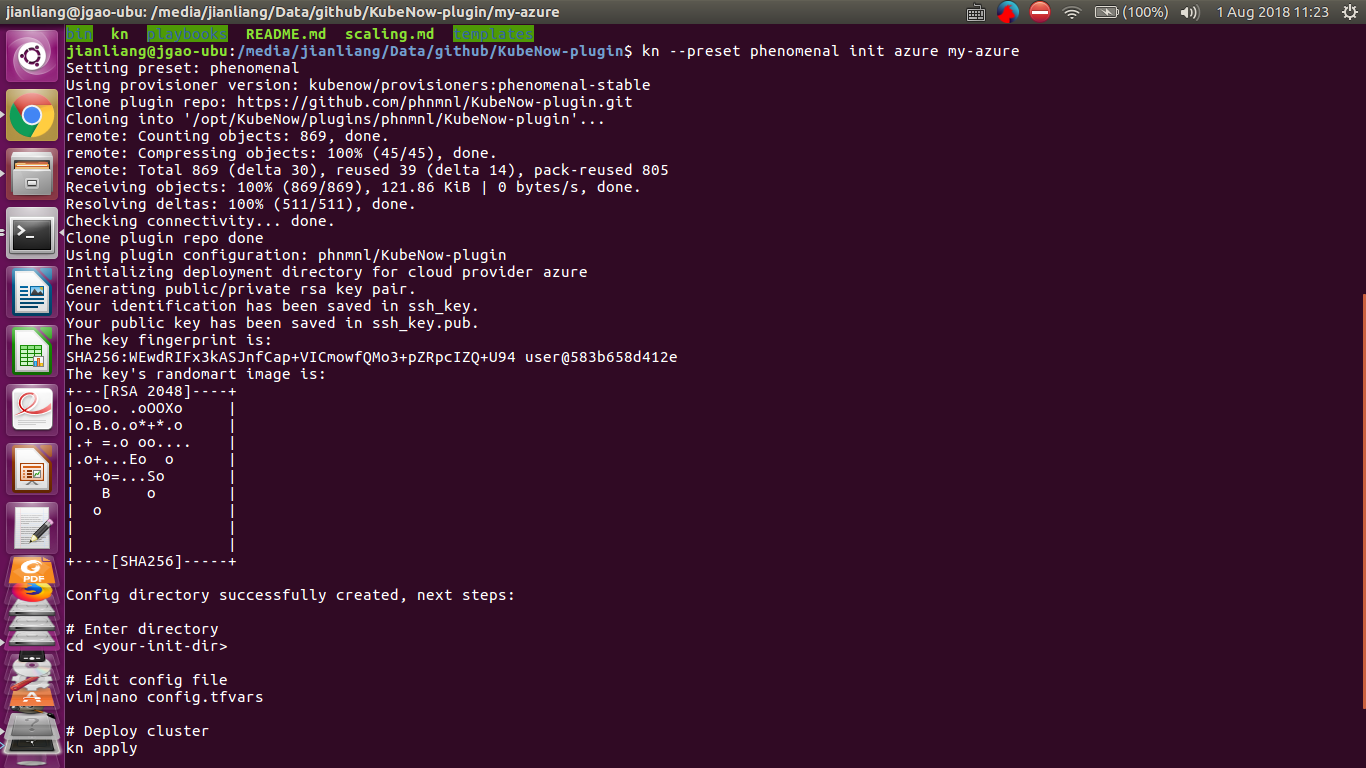 jianliang@jgao-ubu: /media/jianliang/Data/github/KubeNow-plugin/my-azure (100%) 1 Aug 2018 11:23
bin kn playbooks README.md scaling.md templates
jianliang@jgao-ubu:/media/jianliang/Data/github/KubeNow-plugin$ kn --preset phenomenal init azure my-azure
Setting preset: phenomenal
Using provisioner version: kubenow/provisioners:phenomenal-stable
Clone plugin repo: https://github.com/phnmnl/KubeNow-plugin.git
Cloning into '/opt/KubeNow/plugins/phnmnl/KubeNow-plugin'...
remote: Counting objects: 869, done.
remote: Compressing objects: 100% (45/45), done.
remote: Total 869 (delta 30), reused 39 (delta 14), pack-reused 805
Receiving objects: 100% (869/869), 121.86 KiB | 0 bytes/s, done.
Resolving deltas: 100% (511/511), done.
Checking connectivity... done.
Clone plugin repo done
Using plugin configuration: phnmnl/KubeNow-plugin
Initializing deployment directory for cloud provider azure
Generating public/private rsa key pair.
Your identification has been saved in ssh_key.
Your public key has been saved in ssh_key.pub.
The key fingerprint is:
SHA256:WEwdRIFx3kASJnfCap+VICmowfQMo3+pZRpcIZQ+U94 user@583b658d412e
The key's randomart image is:
+---[RSA 2048]----+
|o=oo. .oOOXo     |
|o.B.o.o*+*.o     |
|.+ =.o oo....    |
|.o+...Eo  o      |
|  +o=...So       |
|   B    o        |
|  o              |
|                 |
|                 |
+----[SHA256]-----+
Config directory successfully created, next steps:
# Enter directory
cd <your-init-dir>
# Edit config file
vim|nano config.tfvars
# Deploy cluster
kn apply
PDF